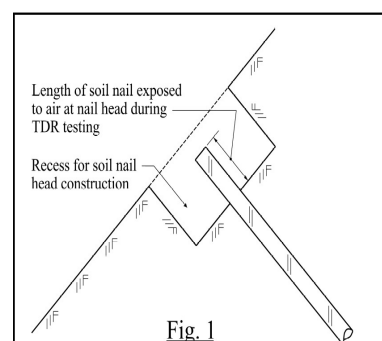 Length of soil nail exposed
to air at nail head during
TDR testing
Recess for soil nail
head construction
Fig. 1